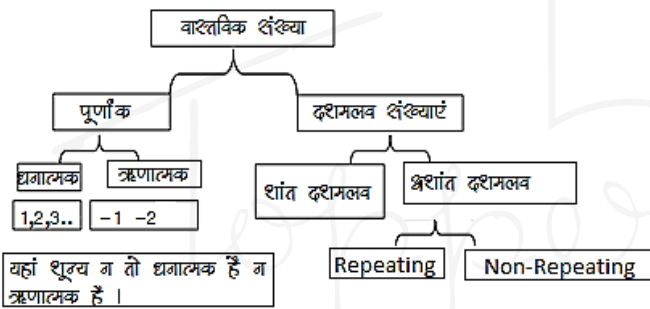 वास्तविक संख्या
पूर्णांक
दशमलव संख्याएं
धनात्मक
ऋणात्मक
शांत दशमलव
अशांत दशमलव
1,2,3..
-1 -2
यहां शून्य न तो धनात्मक है न
ऋणात्मक है ।
Repeating
Non-Repeating